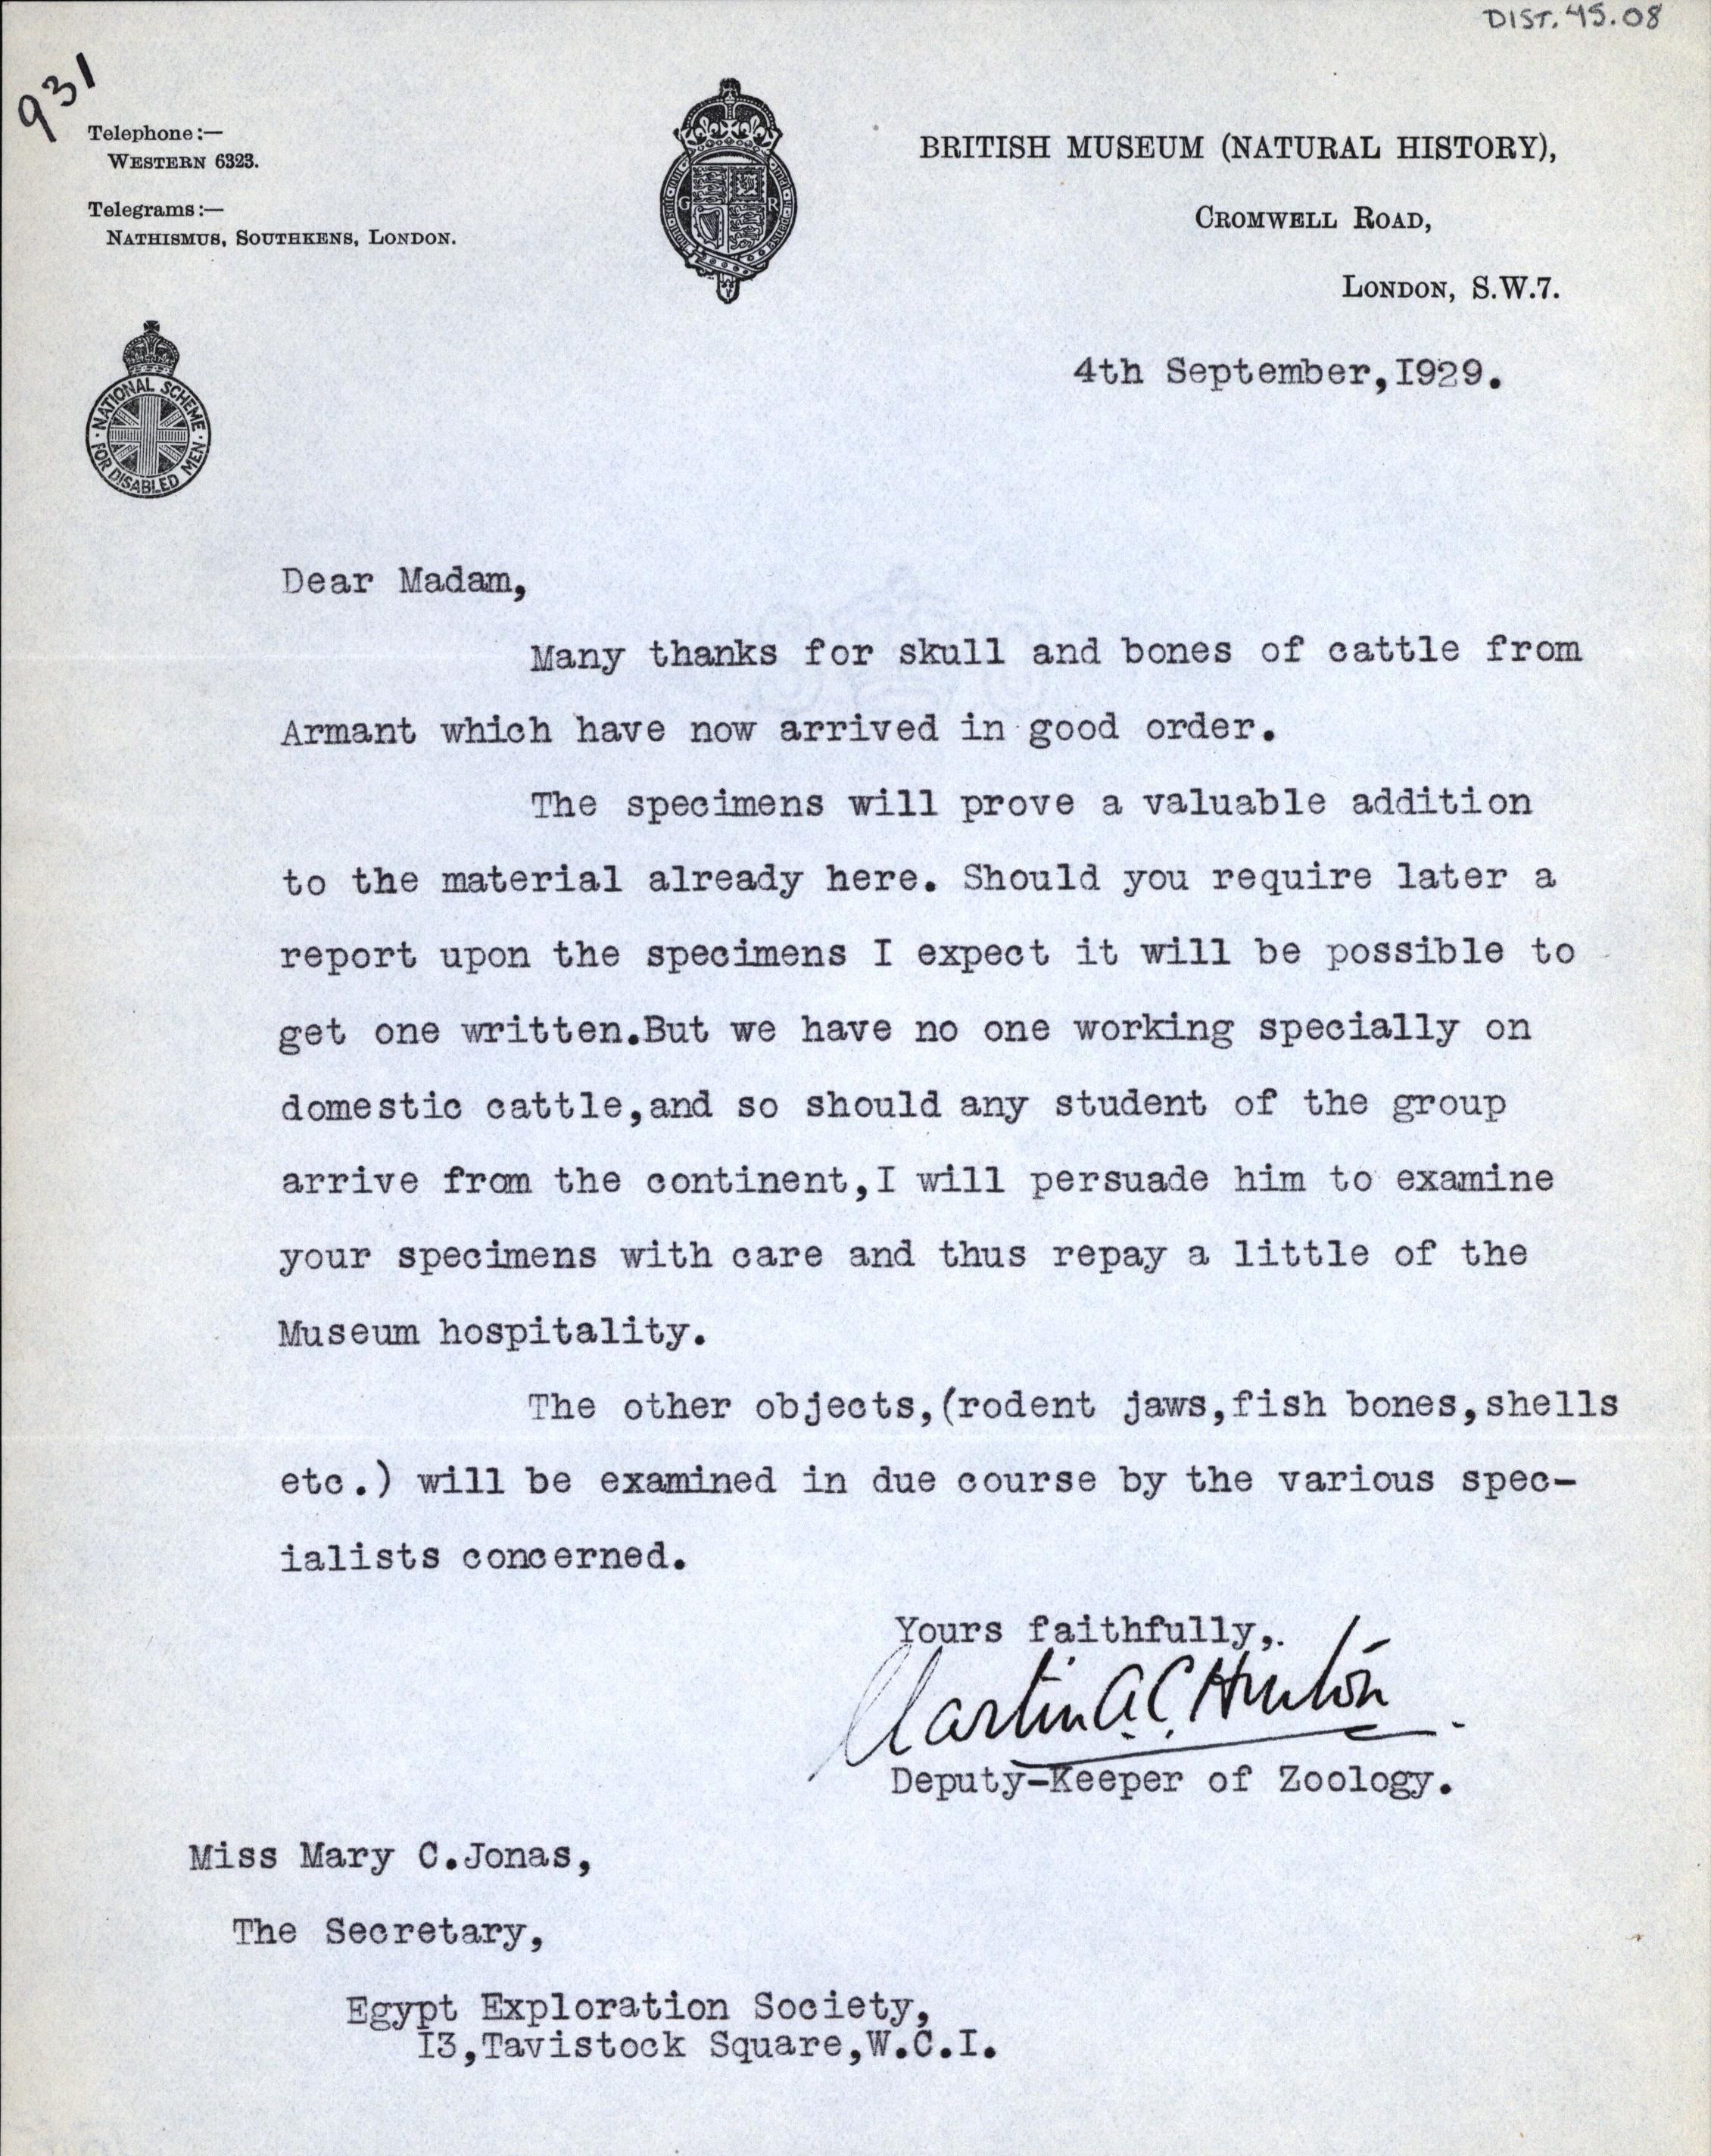 DIST. 45.08
931
Telephone:—
WESTERN 6323.
Telegrams:—
NATHISMUS, SOUTHKENS, LONDON.
G R
BRITISH MUSEUM (NATURAL HISTORY),
CROMWELL ROAD,
LONDON, S.W.7.
NATIONAL SCHEME
FOR DISABLED MEN
4th September,I929.
Dear Madam,
Many thanks for skull and bones of cattle from
Armant which have now arrived in good order.
The specimens will prove a valuable addition
to the material already here. Should you require later a
report upon the specimens I expect it will be possible to
get one written.But we have no one working specially on
domestic cattle,and so should any student of the group
arrive from the continent,I will persuade him to examine
your specimens with care and thus repay a little of the
Museum hospitality.
The other objects,(rodent jaws,fish bones,shells
etc.) will be examined in due course by the various spec-
ialists concerned.
Yours faithfully,.
Martin A.C. Hinton
Deputy-Keeper of Zoology.
Miss Mary C.Jonas,
The Secretary,
Egypt Exploration Society,
I3,Tavistock Square,W.C.I.